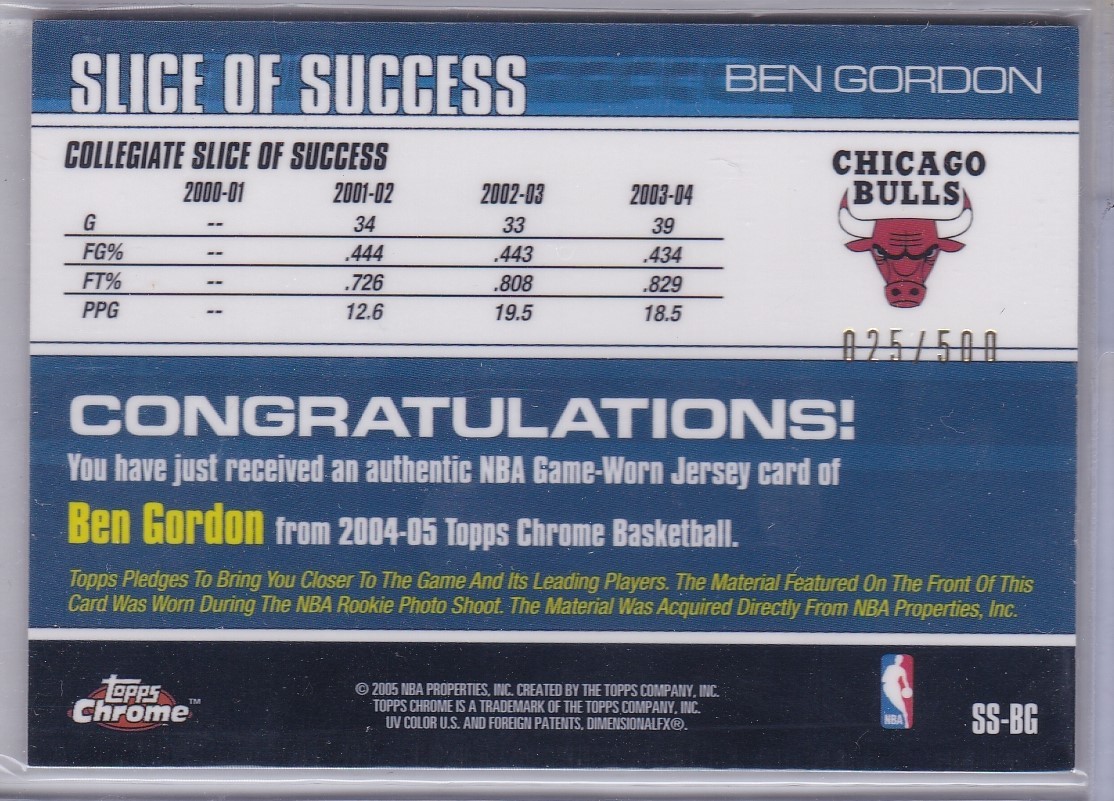 SLICE OF SUCCESS BEN GORDON
COLLEGIATE SLICE OF SUCCESS
2000-01 2001-02 2002-03 2003-04
G -- 34 33 39
FG% -- .444 .443 .434
FT% -- .726 .808 .829
PPG -- 12.6 19.5 18.5
CHICAGO
BULLS
025/500
CONGRATULATIONS!
You have just received an authentic NBA Game-Worn Jersey card of
Ben Gordon from 2004-05 Topps Chrome Basketball.
Topps Pledges To Bring You Closer To The Game And Its Leading Players. The Material Featured On The Front Of This
Card Was Worn During The NBA Rookie Photo Shoot. The Material Was Acquired Directly From NBA Properties, Inc.
Topps
Chrome™
© 2005 NBA PROPERTIES, INC. CREATED BY THE TOPPS COMPANY, INC.
TOPPS CHROME IS A TRADEMARK OF THE TOPPS COMPANY, INC.
UV COLOR U.S. AND FOREIGN PATENTS, DIMENSIONALFX®.
NBA
SS-BG